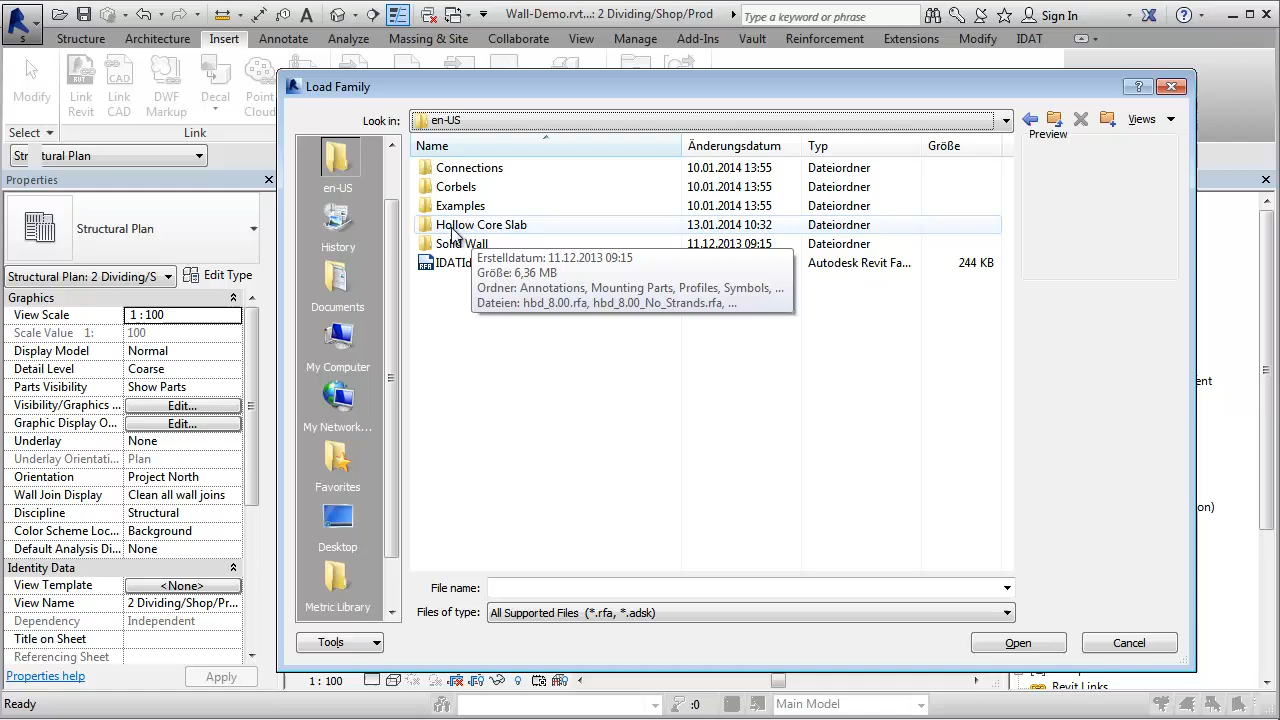 Wall-Demo.rvt...: 2 Dividing/Shop/Prod
Type a keyword or phrase
Sign In
Structure
Architecture
Insert
Annotate
Analyze
Massing & Site
Collaborate
View
Manage
Add-Ins
Vault
Reinforcement
Extensions
Modify
IDAT
Modify
Link
Revit
Link
CAD
DWF
Markup
Decal
Point
Cloud
Select
Link
Structural Plan
Properties
Structural Plan
Structural Plan: 2 Dividing/S
Edit Type
Graphics
View Scale
1 : 100
Scale Value 1:
100
Display Model
Normal
Detail Level
Coarse
Parts Visibility
Show Parts
Visibility/Graphics ...
Edit...
Graphic Display O...
Edit...
Underlay
None
Underlay Orientati...
Plan
Orientation
Project North
Wall Join Display
Clean all wall joins
Discipline
Structural
Color Scheme Loc...
Background
Default Analysis Di...
None
Identity Data
View Template
<None>
View Name
2 Dividing/Shop/Pr...
Dependency
Independent
Title on Sheet
Referencing Sheet
Properties help
Apply
Load Family
Look in:
en-US
Views
Preview
Name
Änderungsdatum
Typ
Größe
Connections
10.01.2014 13:55
Dateiordner
Corbels
10.01.2014 13:55
Dateiordner
Examples
10.01.2014 13:55
Dateiordner
Hollow Core Slab
13.01.2014 10:32
Dateiordner
Solid Wall
11.12.2013 09:15
Dateiordner
IDATId
Autodesk Revit Fa...
244 KB
Erstelldatum: 11.12.2013 09:15
Größe: 6,36 MB
Ordner: Annotations, Mounting Parts, Profiles, Symbols, ...
Dateien: hbd_8.00.rfa, hbd_8.00_No_Strands.rfa, ...
en-US
History
Documents
My Computer
My Network...
Favorites
Desktop
Metric Library
File name:
Files of type:
All Supported Files (*.rfa, *.adsk)
Tools
Open
Cancel
ent
on)
Revit Links
1 : 100
Ready
:0
Main Model